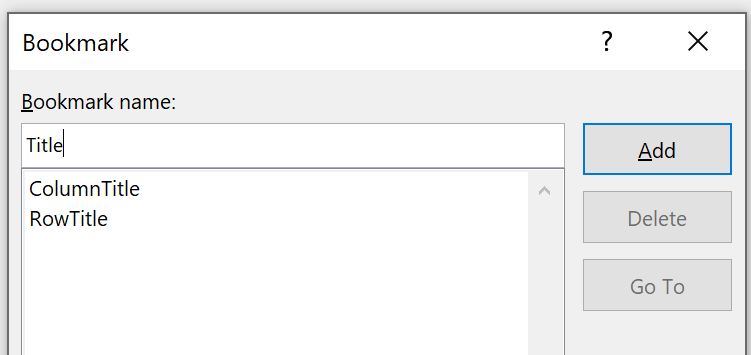 Bookmark ?
Bookmark name:
Title
Add
ColumnTitle
RowTitle
Delete
Go To